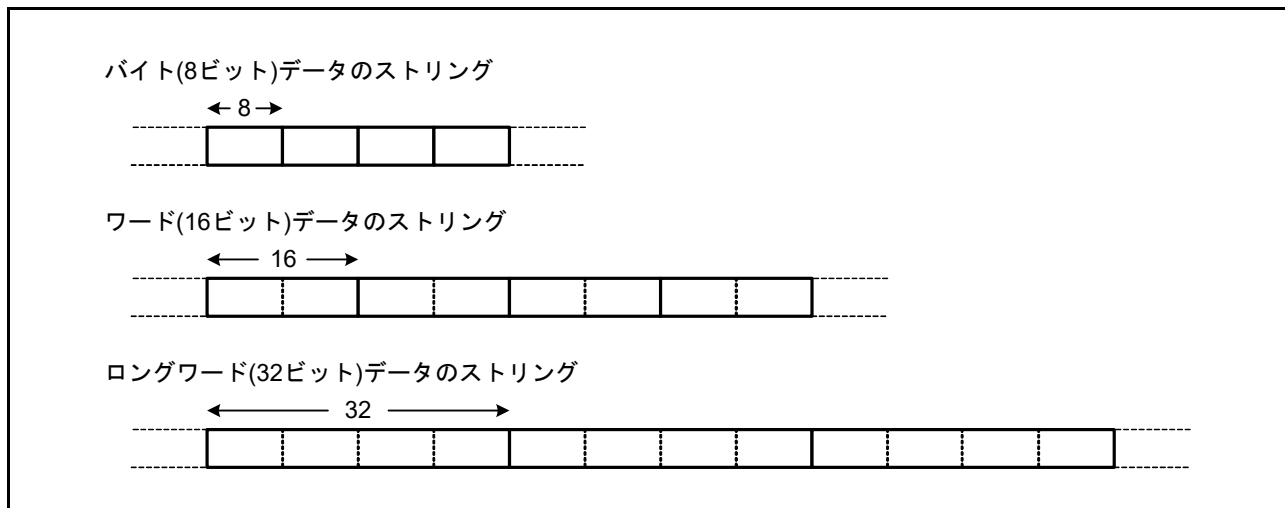 バイト(8ビット)データのストリング
8
ワード(16ビット)データのストリング
16
ロングワード(32ビット)データのストリング
32